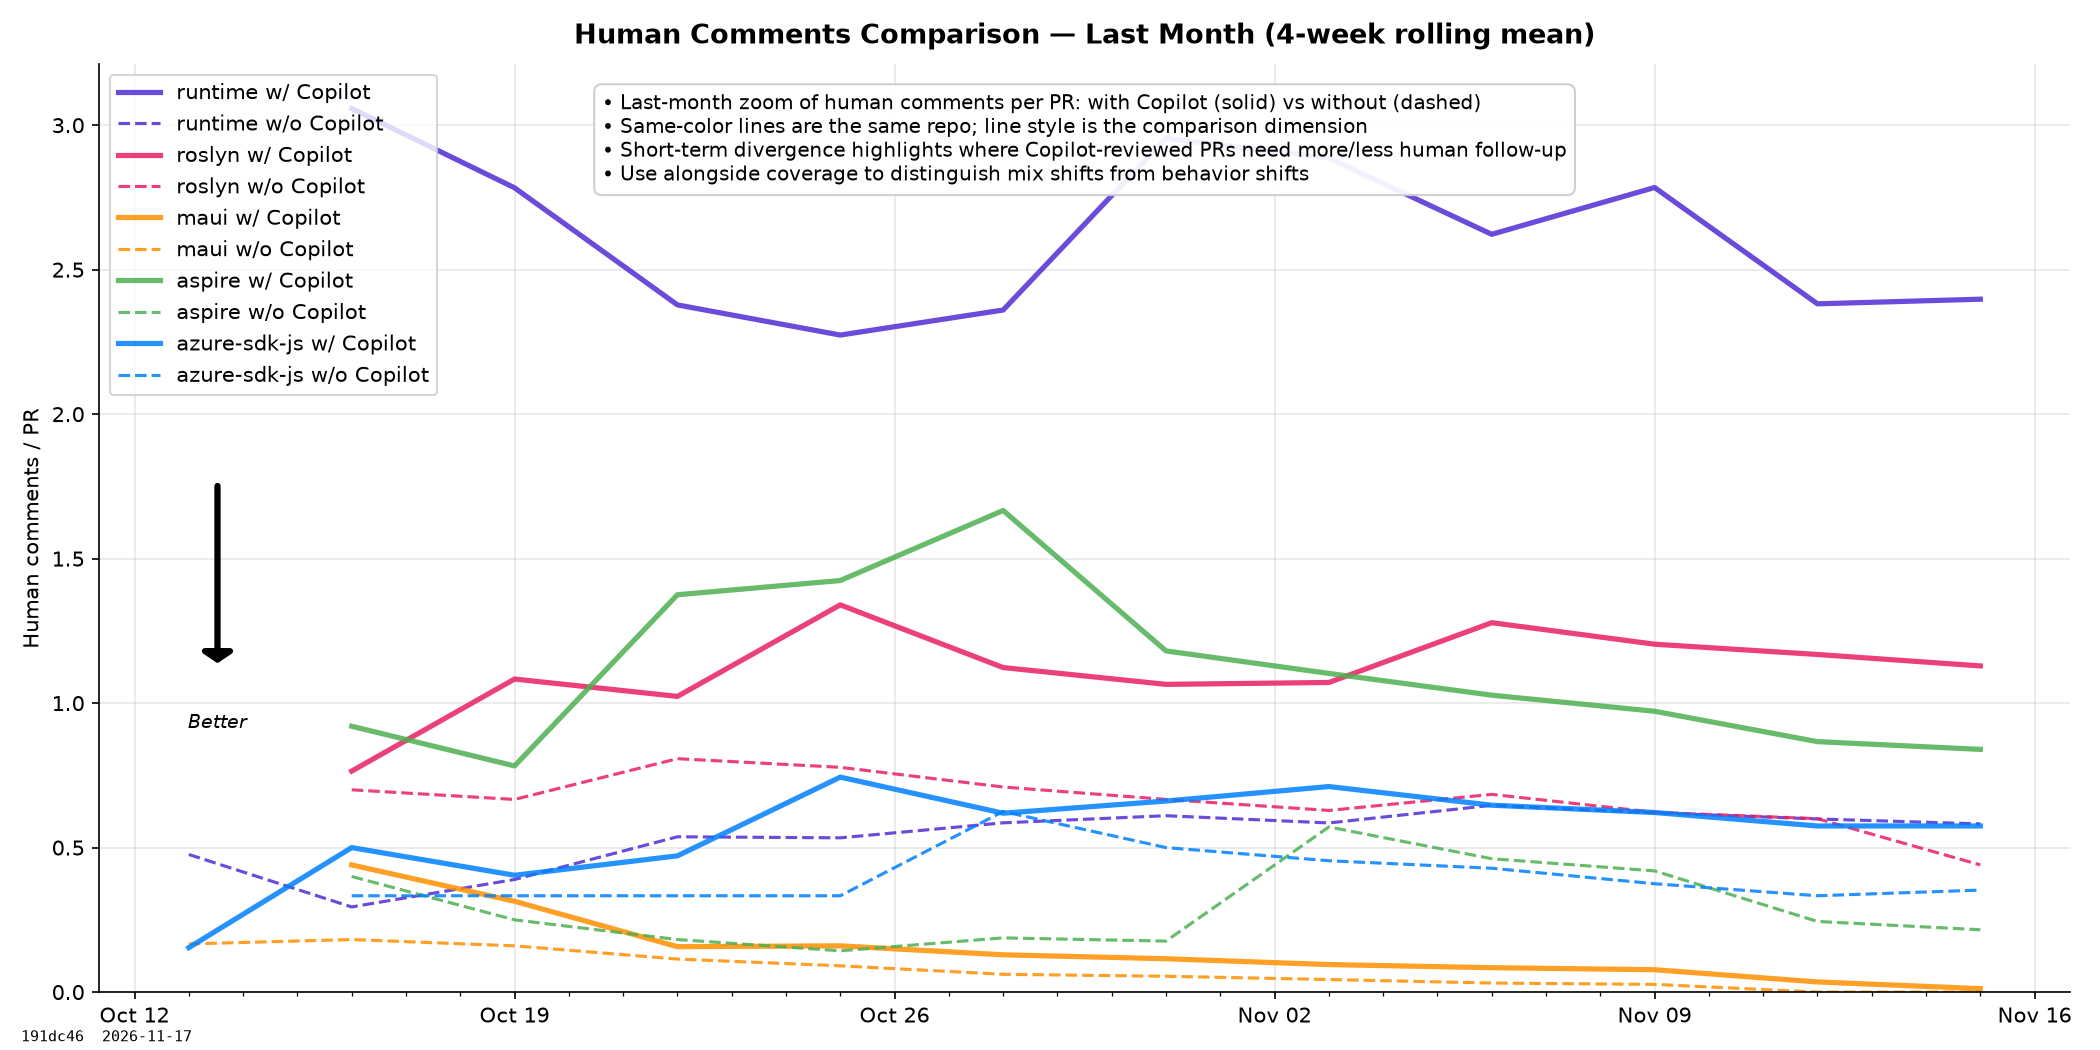 Human Comments Comparison — Last Month (4-week rolling mean)
runtime w/ Copilot
runtime w/o Copilot
roslyn w/ Copilot
roslyn w/o Copilot
maui w/ Copilot
maui w/o Copilot
aspire w/ Copilot
aspire w/o Copilot
azure-sdk-js w/ Copilot
azure-sdk-js w/o Copilot
• Last-month zoom of human comments per PR: with Copilot (solid) vs without (dashed)
• Same-color lines are the same repo; line style is the comparison dimension
• Short-term divergence highlights where Copilot-reviewed PRs need more/less human follow-up
• Use alongside coverage to distinguish mix shifts from behavior shifts
Human comments / PR
3.0
2.5
2.0
1.5
1.0
0.5
0.0
Better
Oct 12
Oct 19
Oct 26
Nov 02
Nov 09
Nov 16
191dc46 2026-11-17